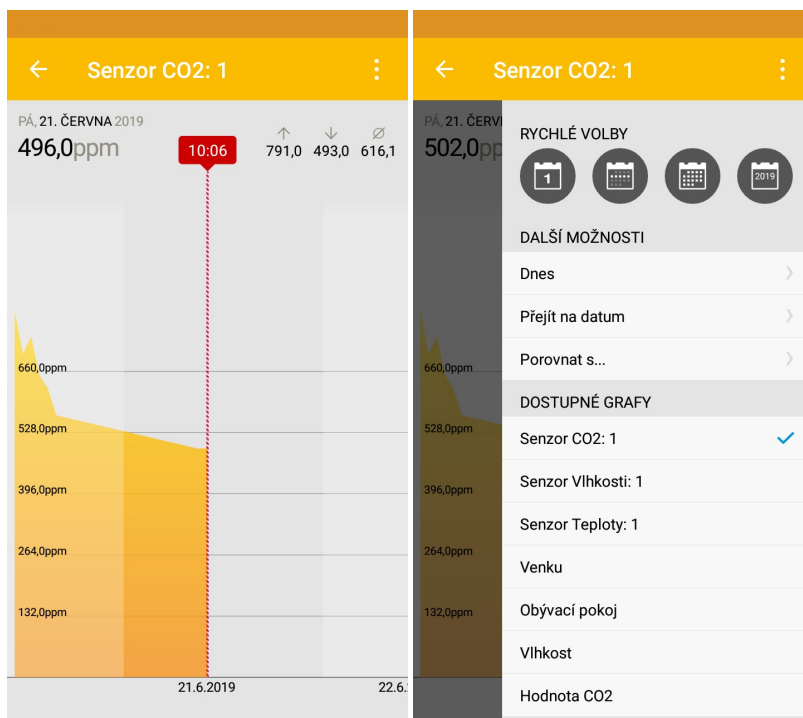 Senzor CO2: 1
PÁ, 21. ČERVNA 2019
496,0ppm
10:06
791,0 493,0 616,1
660,0ppm
528,0ppm
396,0ppm
264,0ppm
132,0ppm
21.6.2019
22.6.
Senzor CO2: 1
PÁ, 21. ČERV
502,0pp
660,0ppm
528,0ppm
396,0ppm
264,0ppm
132,0ppm
RYCHLÉ VOLBY
1
2019
DALŠÍ MOŽNOSTI
Dnes
Přejít na datum
Porovnat s...
DOSTUPNÉ GRAFY
Senzor CO2: 1
Senzor Vlhkosti: 1
Senzor Teploty: 1
Venku
Obývací pokoj
Vlhkost
Hodnota CO2